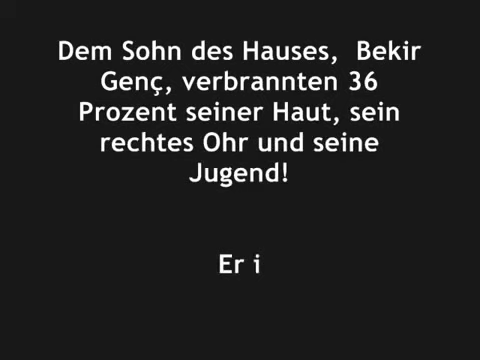 Dem Sohn des Hauses,  Bekir
Genç, verbrannten 36
Prozent seiner Haut, sein
rechtes Ohr und seine
Jugend!
Er i